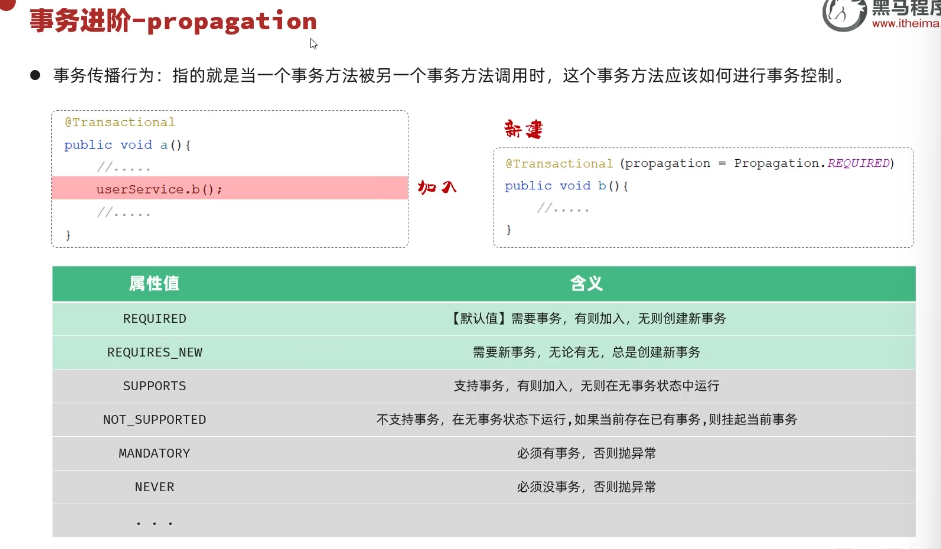 事务进阶-propagation
黑马程序
www.itheima.
● 事务传播行为：指的就是当一个事务方法被另一个事务方法调用时，这个事务方法应该如何进行事务控制。
@Transactional
public void a(){
//.....
userService.b();
//.....
}
加入
新建
@Transactional (propagation = Propagation.REQUIRED)
public void b(){
//.....
}
属性值 含义
REQUIRED 【默认值】需要事务，有则加入，无则创建新事务
REQUIRES_NEW 需要新事务，无论有无，总是创建新事务
SUPPORTS 支持事务，有则加入，无则在无事务状态中运行
NOT_SUPPORTED 不支持事务，在无事务状态下运行,如果当前存在已有事务,则挂起当前事务
MANDATORY 必须有事务，否则抛异常
NEVER 必须没事务，否则抛异常
. . .